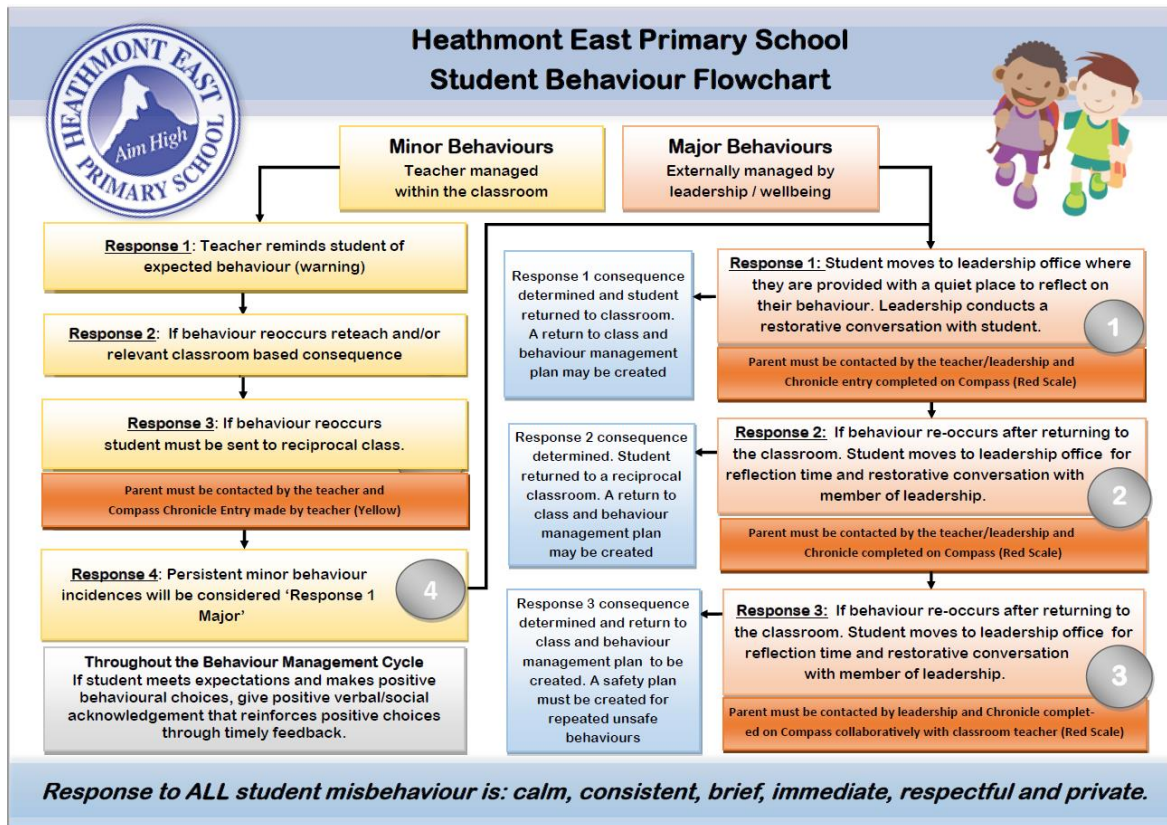 Heathmont East Primary School
Student Behaviour Flowchart
HEATHMONT EAST
PRIMARY SCHOOL
Aim High
Minor Behaviours
Teacher managed
within the classroom
Major Behaviours
Externally managed by
leadership / wellbeing
Response 1: Teacher reminds student of
expected behaviour (warning)
Response 2:  If behaviour reoccurs reteach and/or
relevant classroom based consequence
Response 3: If behaviour reoccurs
student must be sent to reciprocal class.
Parent must be contacted by the teacher and
Compass Chronicle Entry made by teacher (Yellow)
Response 4: Persistent minor behaviour
incidences will be considered ‘Response 1
Major’
4
Throughout the Behaviour Management Cycle
If student meets expectations and makes positive
behavioural choices, give positive verbal/social
acknowledgement that reinforces positive choices
through timely feedback.
Response 1: Student moves to leadership office where
they are provided with a quiet place to reflect on
their behaviour. Leadership conducts a
restorative conversation with student.
1
Parent must be contacted by the teacher/leadership and
Chronicle entry completed on Compass (Red Scale)
Response 1 consequence
determined and student
returned to classroom.
A return to class and
behaviour management
plan may be created
Response 2:  If behaviour re-occurs after returning to
the classroom. Student moves to leadership office for
reflection time and restorative conversation with
member of leadership.
2
Parent must be contacted by the teacher/leadership and
Chronicle completed on Compass (Red Scale)
Response 2 consequence
determined. Student
returned to a reciprocal
classroom. A return to
class and behaviour
management plan
may be created
Response 3:  If behaviour re-occurs after returning to
the classroom. Student moves to leadership office for
reflection time and restorative conversation
with member of leadership.
3
Parent must be contacted by leadership and Chronicle complet-
ed on Compass collaboratively with classroom teacher (Red Scale)
Response 3 consequence
determined and return to
class and behaviour
management plan to be
created. A safety plan
must be created for
repeated unsafe
behaviours
Response to ALL student misbehaviour is: calm, consistent, brief, immediate, respectful and private.